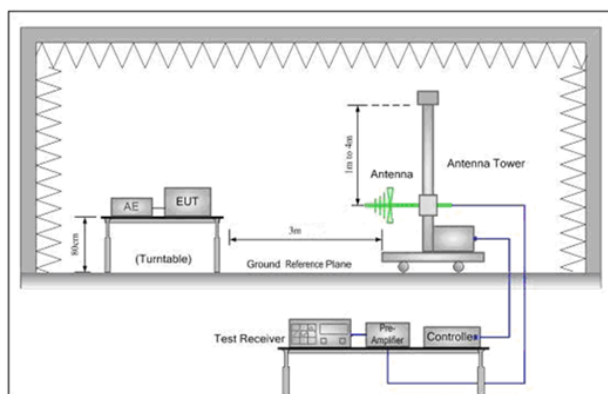 1m to 4m
Antenna
Antenna Tower
AE
EUT
80cm
(Turntable)
3m
Ground Reference Plane
Test Receiver
Pre-
Amplifier
Controller